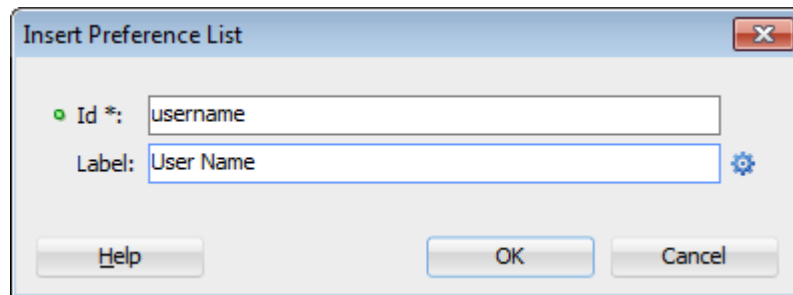 Insert Preference List
Id *: username
Label: User Name
Help OK Cancel